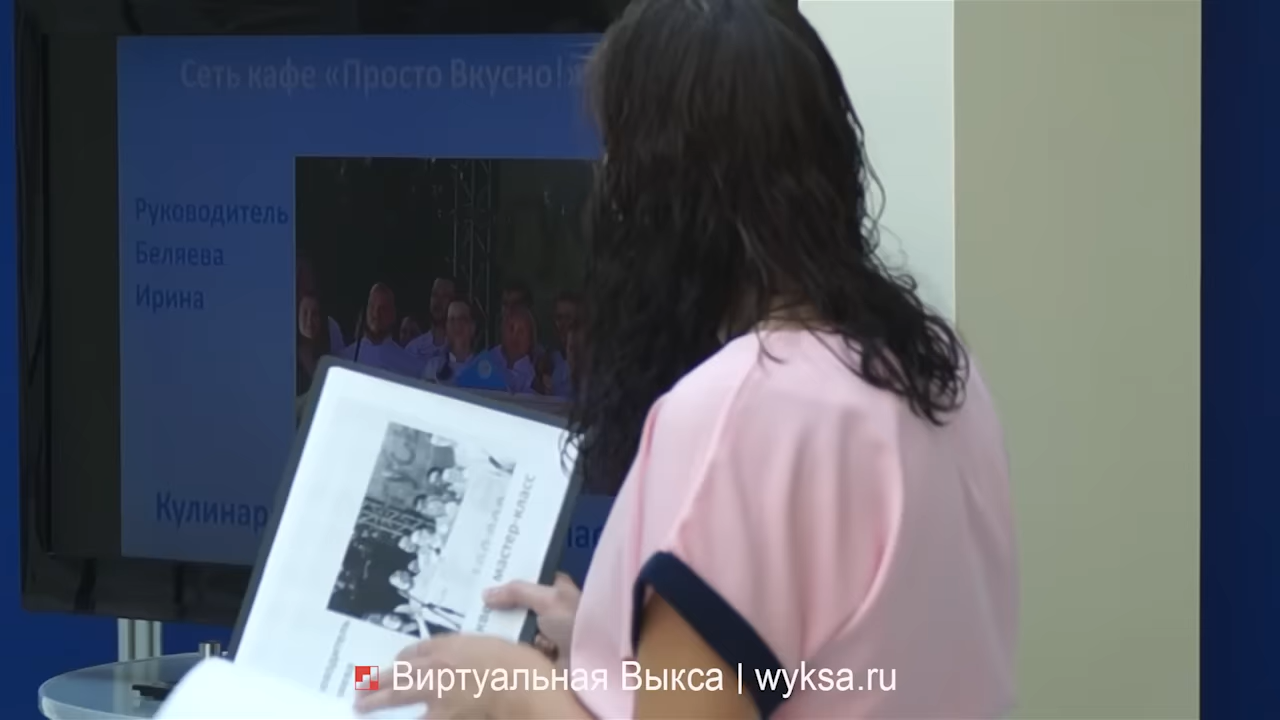 Сеть кафе «Просто Вкусно!»
Руководитель
Беляева
Ирина
Кулинар
мастер-класс
Виртуальная Выкса | wyksa.ru